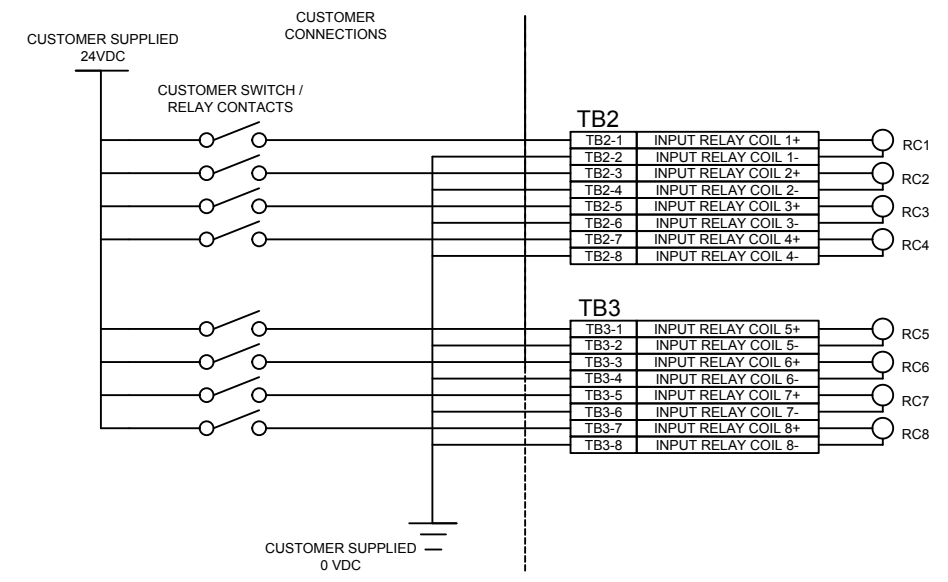 CUSTOMER
CONNECTIONS
CUSTOMER SUPPLIED
24VDC
CUSTOMER SWITCH /
RELAY CONTACTS
TB2
TB2-1 INPUT RELAY COIL 1+ RC1
TB2-2 INPUT RELAY COIL 1-
TB2-3 INPUT RELAY COIL 2+ RC2
TB2-4 INPUT RELAY COIL 2-
TB2-5 INPUT RELAY COIL 3+ RC3
TB2-6 INPUT RELAY COIL 3-
TB2-7 INPUT RELAY COIL 4+ RC4
TB2-8 INPUT RELAY COIL 4-
TB3
TB3-1 INPUT RELAY COIL 5+ RC5
TB3-2 INPUT RELAY COIL 5-
TB3-3 INPUT RELAY COIL 6+ RC6
TB3-4 INPUT RELAY COIL 6-
TB3-5 INPUT RELAY COIL 7+ RC7
TB3-6 INPUT RELAY COIL 7-
TB3-7 INPUT RELAY COIL 8+ RC8
TB3-8 INPUT RELAY COIL 8-
CUSTOMER SUPPLIED
0 VDC